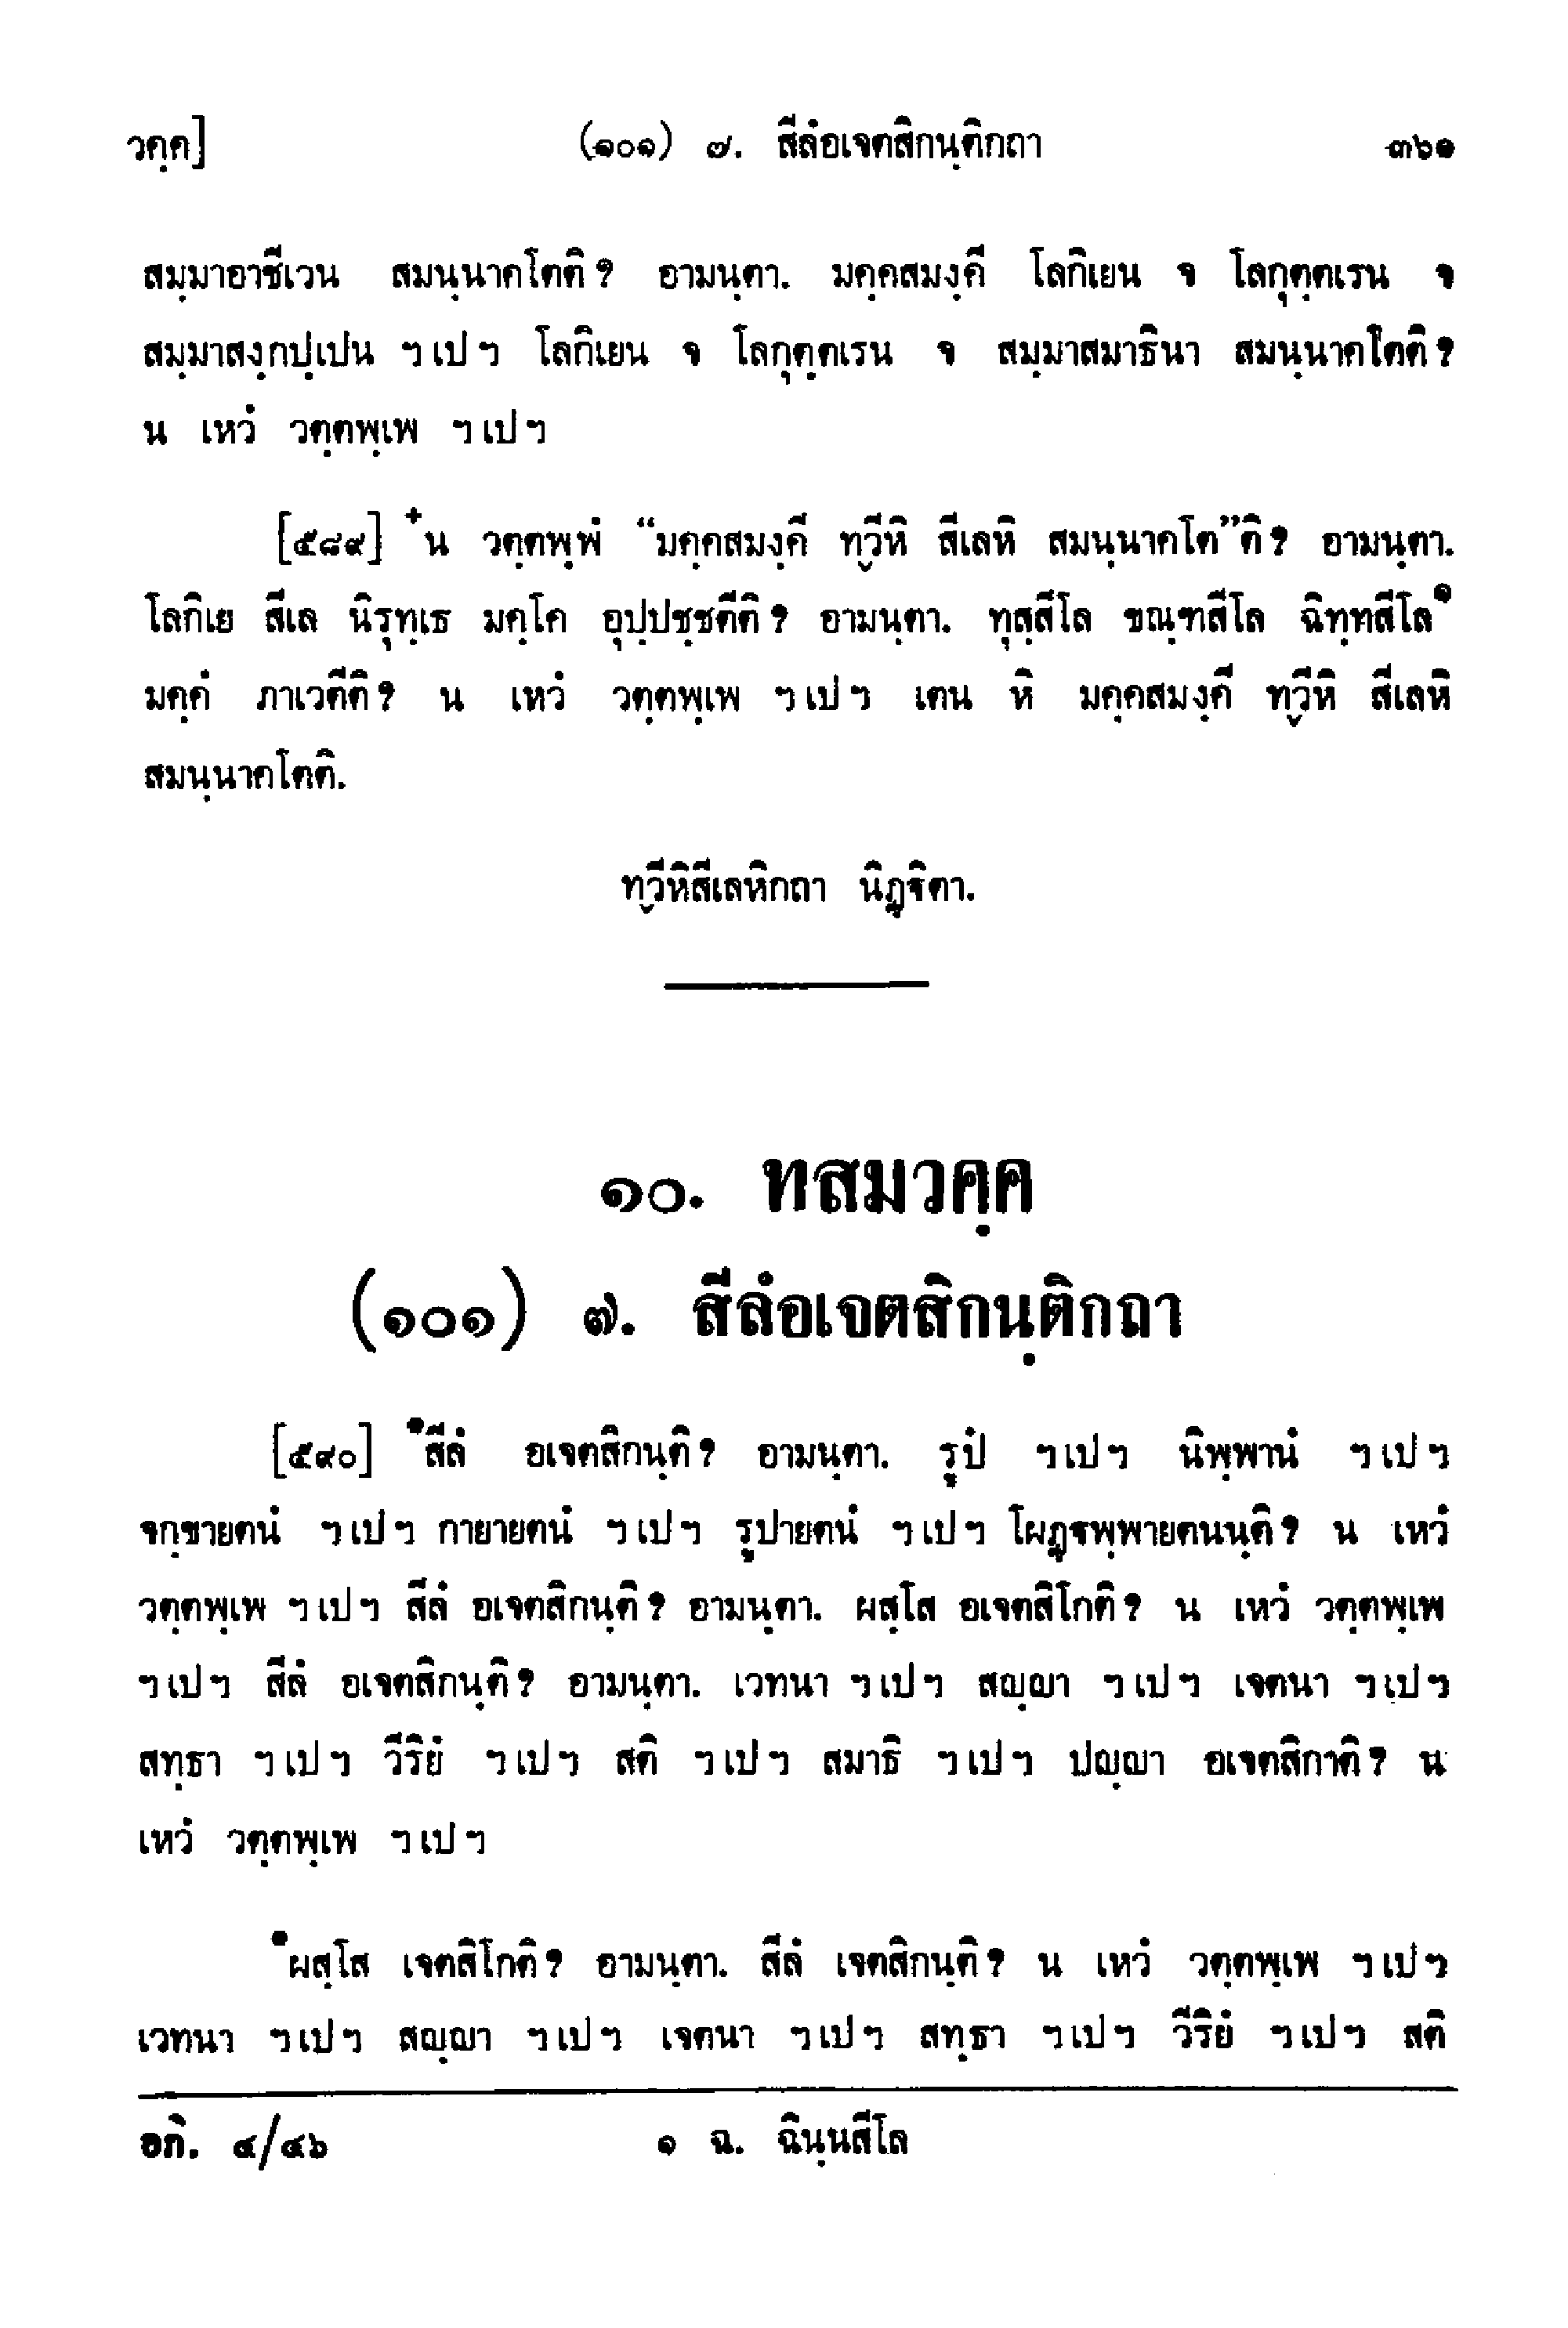 วคฺค] (๑๐๑) ๗. สีลํอเจตสิกนฺติกถา ๓๖๑
สมฺมาอาชีเวน สมนฺนาคโตติ? อามนฺตา. มคฺคสมงฺคี โลกิเยน จ โลกุตฺตเรน จ
สมฺมาสงฺกปฺเปน ฯเปฯ โลกิเยน จ โลกุตฺตเรน จ สมฺมาสมาธินา สมนฺนาคโตติ?
น เหวํ วตฺตพฺเพ ฯเปฯ
[๕๘๙] ⁺น วตฺตพฺพํ “มคฺคสมงฺคี ทฺวีหิ สีเลหิ สมนฺนาคโต”ติ? อามนฺตา.
โลกิเย สีเล นิรุทฺเธ มคฺโค อุปฺปชฺชตีติ? อามนฺตา. ทุสฺสีโล ขณฺฑสีโล ฉิทฺทสีโล๑
มคฺคํ ภาเวตีติ? น เหวํ วตฺตพฺเพ ฯเปฯ เตน หิ มคฺคสมงฺคี ทฺวีหิ สีเลหิ
สมนฺนาคโตติ.
ทฺวีหิสีเลหิกถา นิฏฺฐิตา.
๑๐. ทสมวคฺค
(๑๐๑) ๗. สีลํอเจตสิกนฺติกถา
[๕๙๐] •สีลํ อเจตสิกนฺติ? อามนฺตา. รูปํ ฯเปฯ นิพฺพานํ ฯเปฯ
จกฺขายตนํ ฯเปฯ กายายตนํ ฯเปฯ รูปายตนํ ฯเปฯ โผฏฺฐพฺพายตนนฺติ? น เหวํ
วตฺตพฺเพ ฯเปฯ สีลํ อเจตสิกนฺติ? อามนฺตา. ผสฺโส อเจตสิโกติ? น เหวํ วตฺตพฺเพ
ฯเปฯ สีลํ อเจตสิกนฺติ? อามนฺตา. เวทนา ฯเปฯ สญฺญา ฯเปฯ เจตนา ฯเปฯ
สทฺธา ฯเปฯ วีริยํ ฯเปฯ สติ ฯเปฯ สมาธิ ฯเปฯ ปญฺญา อเจตสิกาติ? น
เหวํ วตฺตพฺเพ ฯเปฯ
•ผสฺโส เจตสิโกติ? อามนฺตา. สีลํ เจตสิกนฺติ? น เหวํ วตฺตพฺเพ ฯเปฯ
เวทนา ฯเปฯ สญฺญา ฯเปฯ เจตนา ฯเปฯ สทฺธา ฯเปฯ วีริยํ ฯเปฯ สติ
อภิ. ๔/๔๖ ๑ ฉ. ฉินฺนสีโล